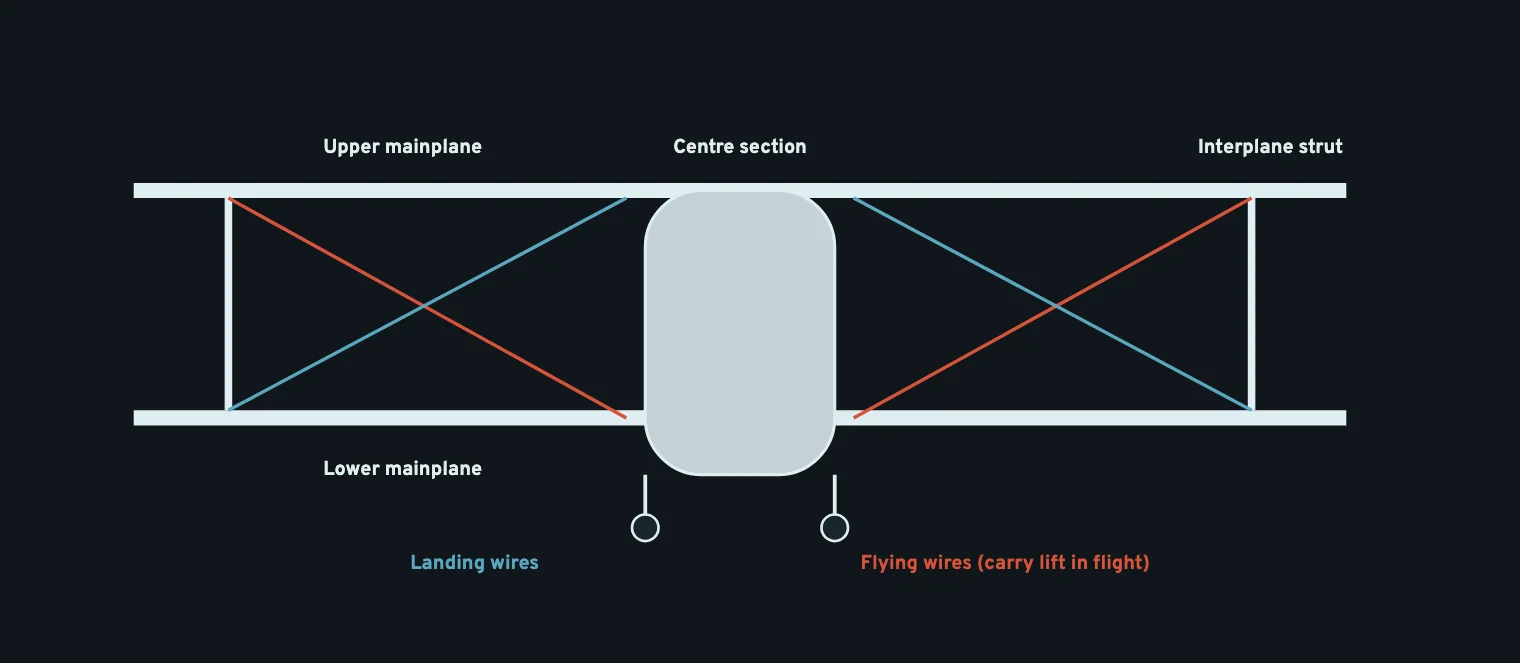 Upper mainplane
Centre section
Interplane strut
Lower mainplane
Landing wires
Flying wires (carry lift in flight)